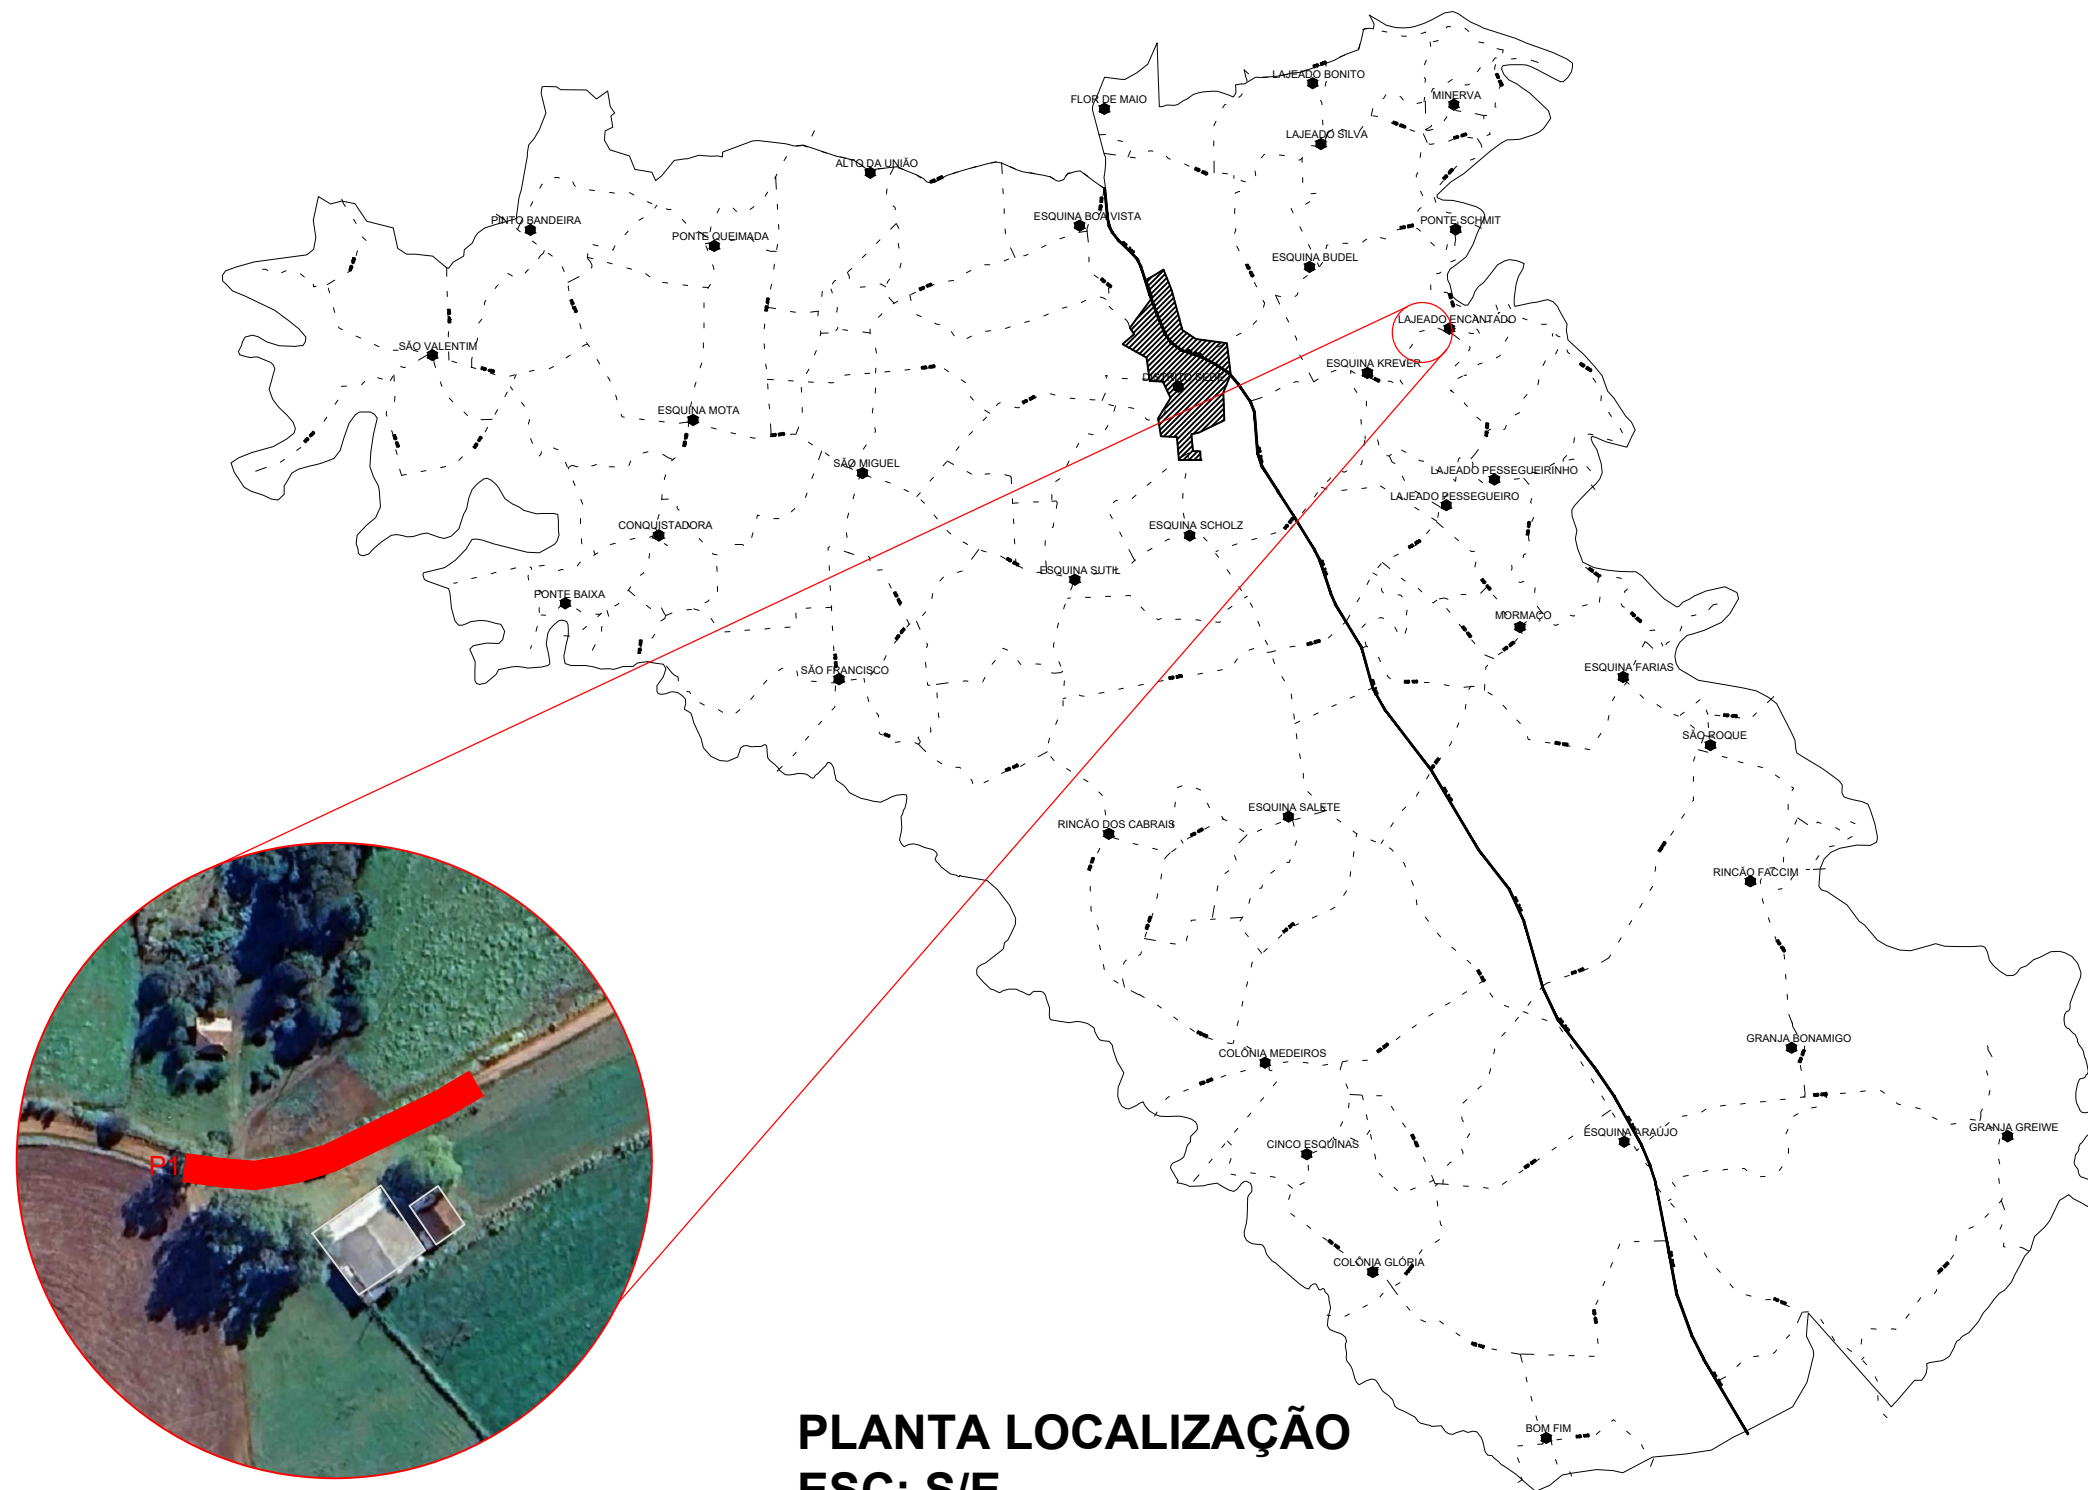 LAJEADO BONITO
FLOR DE MAIO
MINERVA
LAJEADO SILVA
ALTO DA UNIÃO
PINTO BANDEIRA
ESQUINA BOA VISTA
PONTE SCHMIT
PONTE QUEIMADA
ESQUINA BUDEL
LAJEADO ENCANTADO
SÃO VALENTIM
ESQUINA KREVER
ESQUINA MOTA
SÃO MIGUEL
LAJEADO PESSEGUEIRINHO
LAJEADO PESSEGUEIRO
CONQUISTADORA
ESQUINA SCHOLZ
ESQUINA SUTIL
PONTE BAIXA
MORMAÇO
SÃO FRANCISCO
ESQUINA FARIAS
SÃO ROQUE
ESQUINA SALETE
RINCÃO DOS CABRAIS
RINCÃO FACCIM
GRANJA BONAMIGO
COLÔNIA MEDEIROS
GRANJA GREIWE
ESQUINA ARAÚJO
CINCO ESQUINAS
P1
COLÔNIA GLÓRIA
BOM FIM
PLANTA LOCALIZAÇÃO
ESC: S/E